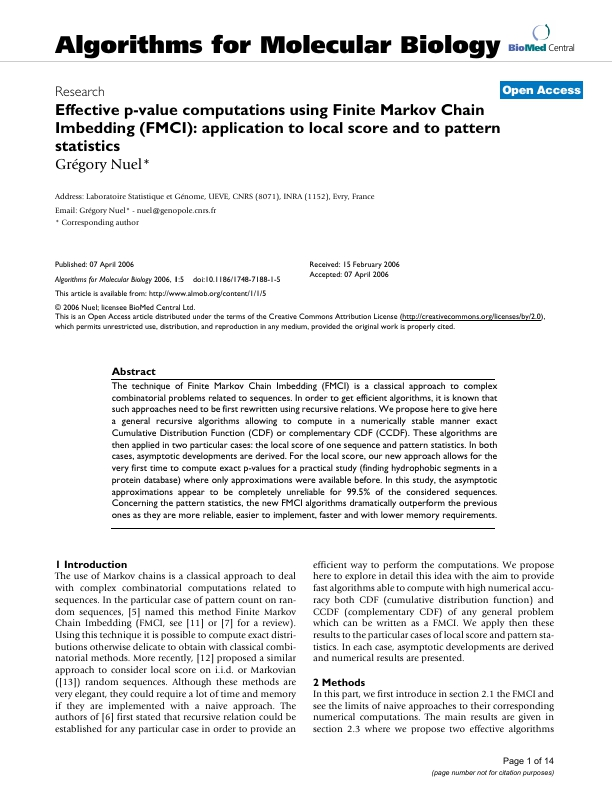 Algorithms for Molecular Biology
BioMed Central
Research
Open Access
Effective p-value computations using Finite Markov Chain
Imbedding (FMCI): application to local score and to pattern
statistics
Grégory Nuel*
Address: Laboratoire Statistique et Génome, UEVE, CNRS (8071), INRA (1152), Evry, France
Email: Grégory Nuel* - nuel@genopole.cnrs.fr
* Corresponding author
Published: 07 April 2006
Algorithms for Molecular Biology 2006, 1:5 doi:10.1186/1748-7188-1-5
This article is available from: http://www.almob.org/content/1/1/5
Received: 15 February 2006
Accepted: 07 April 2006
© 2006 Nuel; licensee BioMed Central Ltd.
This is an Open Access article distributed under the terms of the Creative Commons Attribution License (http://creativecommons.org/licenses/by/2.0),
which permits unrestricted use, distribution, and reproduction in any medium, provided the original work is properly cited.
Abstract
The technique of Finite Markov Chain Imbedding (FMCI) is a classical approach to complex
combinatorial problems related to sequences. In order to get efficient algorithms, it is known that
such approaches need to be first rewritten using recursive relations. We propose here to give here
a general recursive algorithms allowing to compute in a numerically stable manner exact
Cumulative Distribution Function (CDF) or complementary CDF (CCDF). These algorithms are
then applied in two particular cases: the local score of one sequence and pattern statistics. In both
cases, asymptotic developments are derived. For the local score, our new approach allows for the
very first time to compute exact p-values for a practical study (finding hydrophobic segments in a
protein database) where only approximations were available before. In this study, the asymptotic
approximations appear to be completely unreliable for 99.5% of the considered sequences.
Concerning the pattern statistics, the new FMCI algorithms dramatically outperform the previous
ones as they are more reliable, easier to implement, faster and with lower memory requirements.
1 Introduction
The use of Markov chains is a classical approach to deal
with complex combinatorial computations related to
sequences. In the particular case of pattern count on ran-
dom sequences, [5] named this method Finite Markov
Chain Imbedding (FMCI, see [11] or [7] for a review).
Using this technique it is possible to compute exact distri-
butions otherwise delicate to obtain with classical combi-
natorial methods. More recently, [12] proposed a similar
approach to consider local score on i.i.d. or Markovian
([13]) random sequences. Although these methods are
very elegant, they could require a lot of time and memory
if they are implemented with a naive approach. The
authors of [6] first stated that recursive relation could be
established for any particular case in order to provide an
efficient way to perform the computations. We propose
here to explore in detail this idea with the aim to provide
fast algorithms able to compute with high numerical accu-
racy both CDF (cumulative distribution function) and
CCDF (complementary CDF) of any general problem
which can be written as a FMCI. We apply then these
results to the particular cases of local score and pattern sta-
tistics. In each case, asymptotic developments are derived
and numerical results are presented.
2 Methods
In this part, we first introduce in section 2.1 the FMCI and
see the limits of naive approaches to their corresponding
numerical computations. The main results are given in
section 2.3 where we propose two effective algorithms
Page 1 of 14
(page number not for citation purposes)